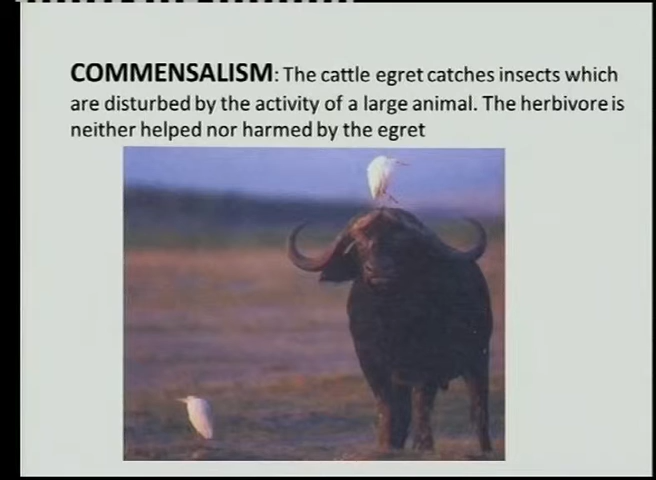 COMMENSALISM: The cattle egret catches insects which
are disturbed by the activity of a large animal. The herbivore is
neither helped nor harmed by the egret